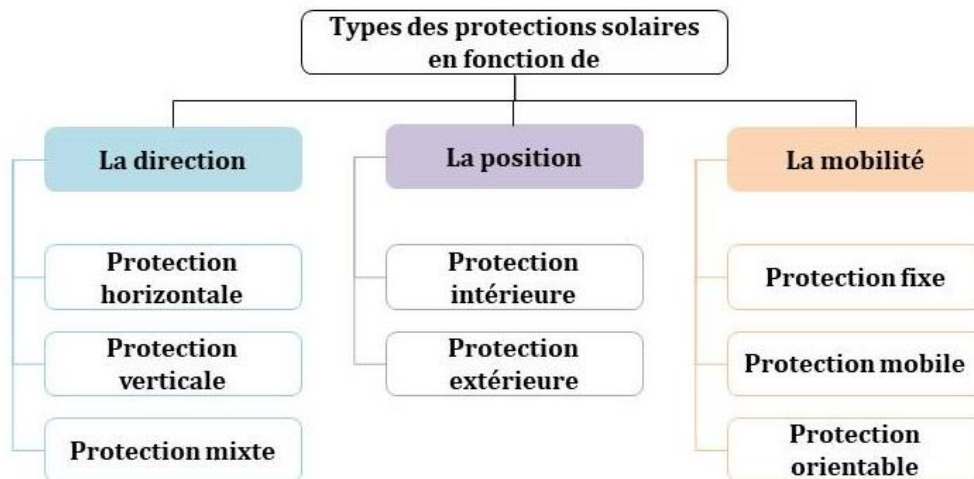 Types des protections solaires
en fonction de
La direction
Protection
horizontale
Protection
verticale
Protection mixte
La position
Protection
intérieure
Protection
extérieure
La mobilité
Protection fixe
Protection mobile
Protection
orientable